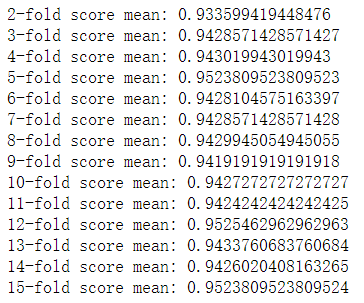 2-fold score mean: 0.933599419448476
3-fold score mean: 0.9428571428571427
4-fold score mean: 0.943019943019943
5-fold score mean: 0.9523809523809523
6-fold score mean: 0.9428104575163397
7-fold score mean: 0.9428571428571428
8-fold score mean: 0.9429945054945055
9-fold score mean: 0.9419191919191918
10-fold score mean: 0.9427272727272727
11-fold score mean: 0.9424242424242425
12-fold score mean: 0.9525462962962963
13-fold score mean: 0.9433760683760684
14-fold score mean: 0.9426020408163265
15-fold score mean: 0.9523809523809524